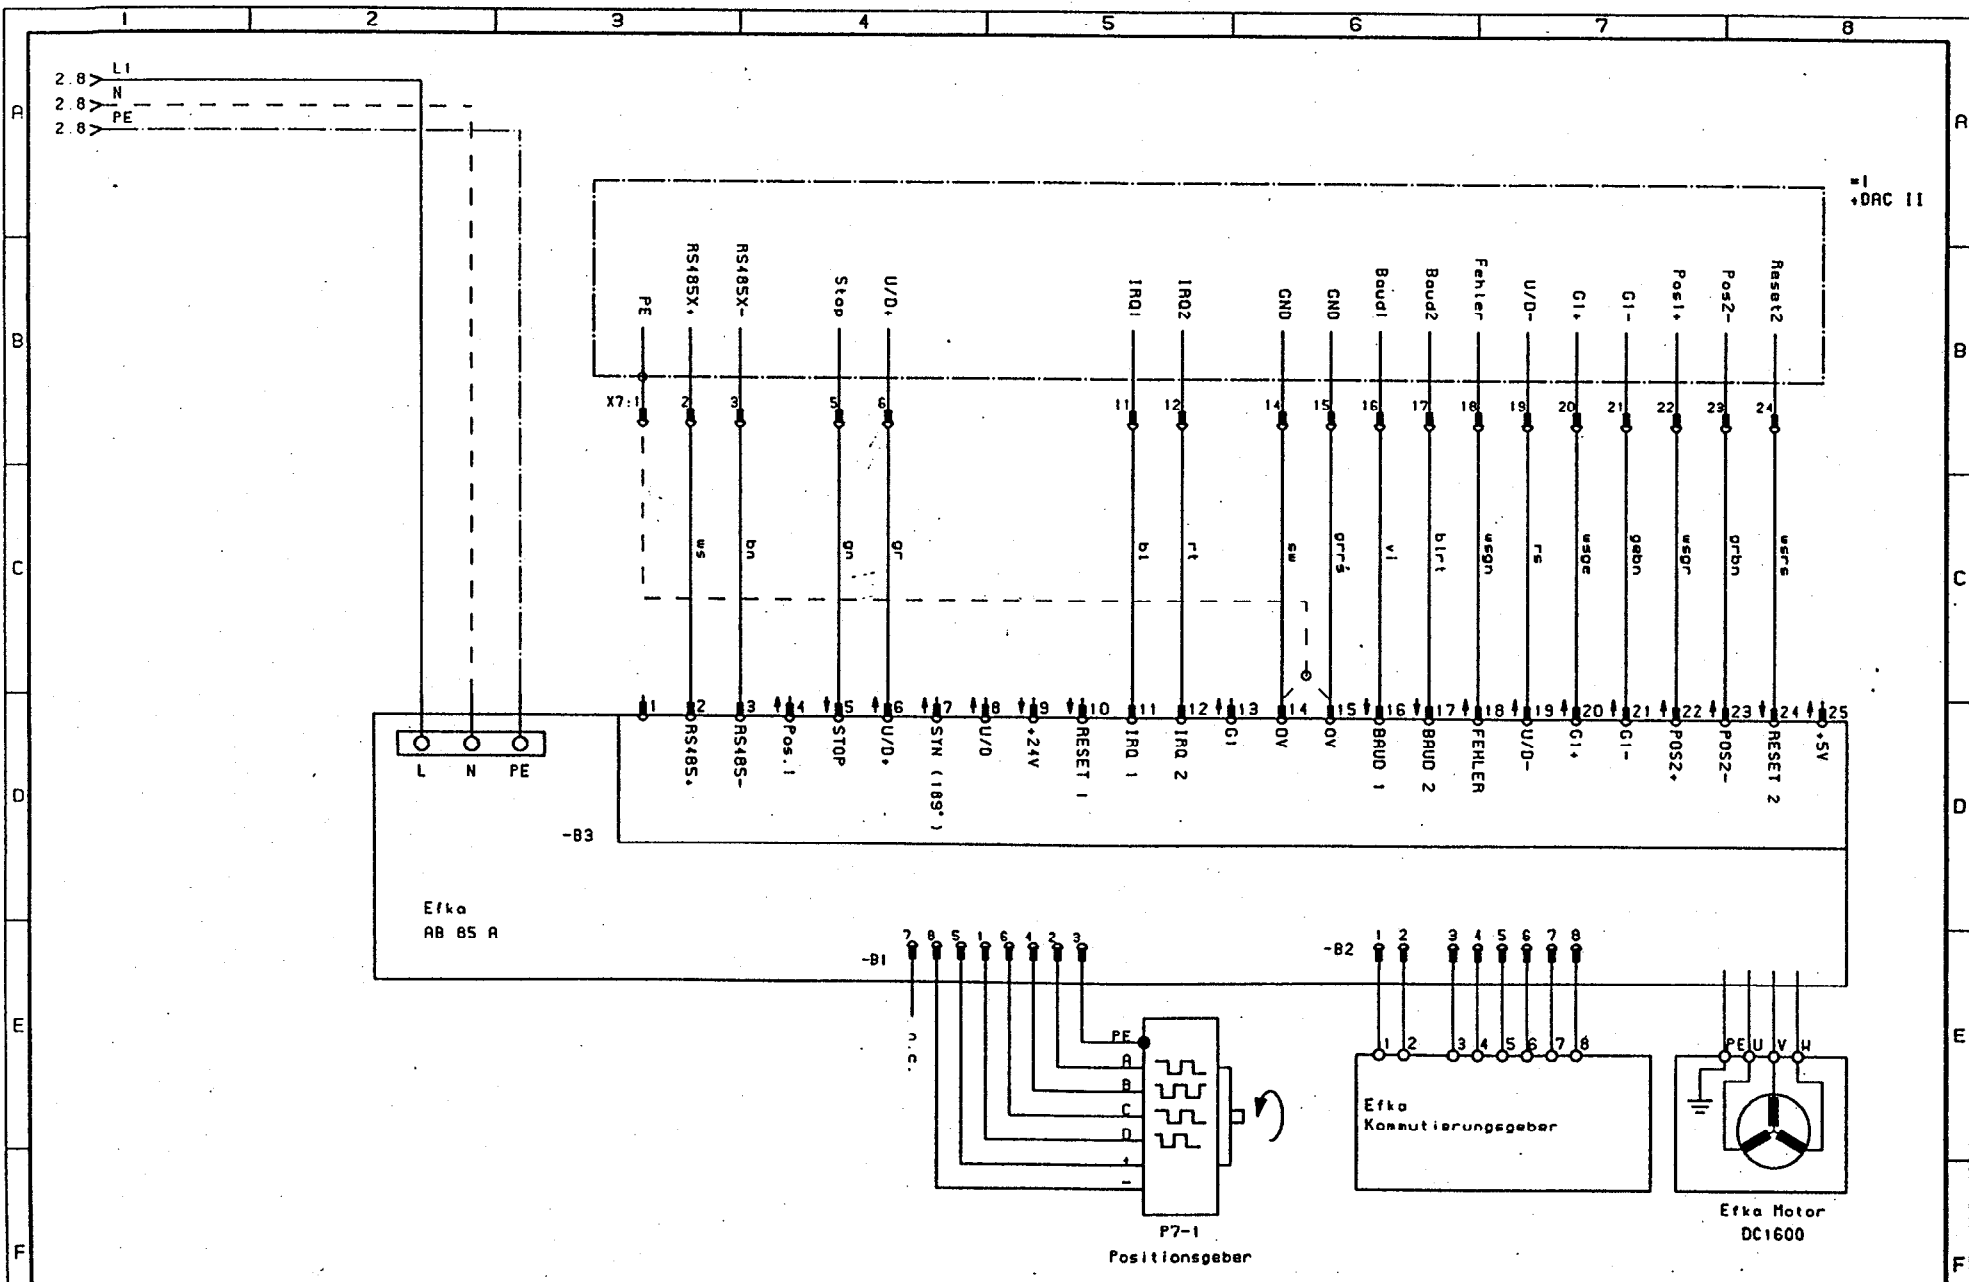 1 2 3 4 5 6 7 8
A A
B B
C C
D D
E E
F F
2.8> L1
2.8> N
2.8> PE
=1
+DAC II
PE RS485X+ RS485X- Stop U/D+ IRQ1 IRQ2 GND GND Baud1 Baud2 Fehler U/D- G1+ G1- Pos1+ Pos2- Reset2
X7:1 2 3 5 6 11 12 14 15 16 17 18 19 20 21 22 23 24
ws bn gn gr bl rt sw grrs vi blrt wsgn rs wsge gebn wsgr grbn wsrs
1 2 3 4 5 6 7 8 9 10 11 12 13 14 15 16 17 18 19 20 21 22 23 24 25
RS485+ RS485- Pos.1 STOP U/D+ SYN (189°) U/D +24V RESET 1 IRQ 1 IRQ 2 G1 0V 0V BAUD 1 BAUD 2 FEHLER U/D- G1+ G1- POS2+ POS2- RESET 2 +5V
L N PE
-B3
Efka
AB 85 A
-B1 7 8 5 1 6 4 2 3
-B2 1 2 3 4 5 6 7 8
n.c.
PE
A
B
C
D
+
-
P7-1
Positionsgeber
1 2 3 4 5 6 7 8
Efka
Kommutierungsgeber
PE U V W
Efka Motor
DC1600